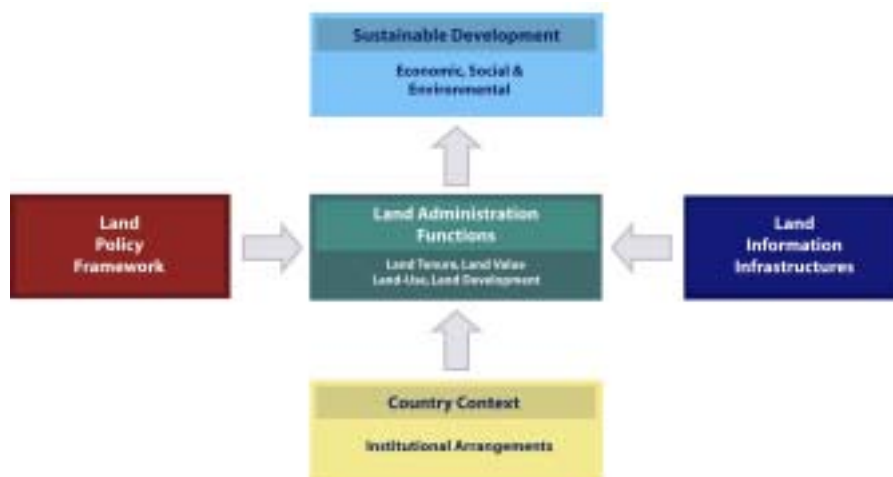 Sustainable Development
Economic, Social &
Environmental
Land
Policy
Framework
Land Administration
Functions
Land Tenure, Land Value
Land-Use, Land Development
Land
Information
Infrastructures
Country Context
Institutional Arrangements